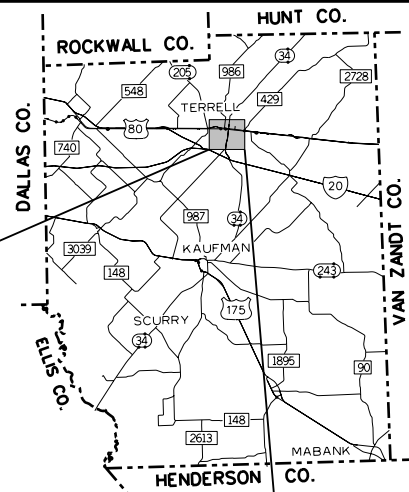 HUNT CO.
ROCKWALL CO.
34
205
986
2728
548
429
TERRELL
80
DALLAS CO.
740
20
VAN ZANDT CO.
987
34
KAUFMAN
3039
148
243
175
SCURRY
34
ELLIS CO.
1895
90
148
2613
MABANK
HENDERSON CO.